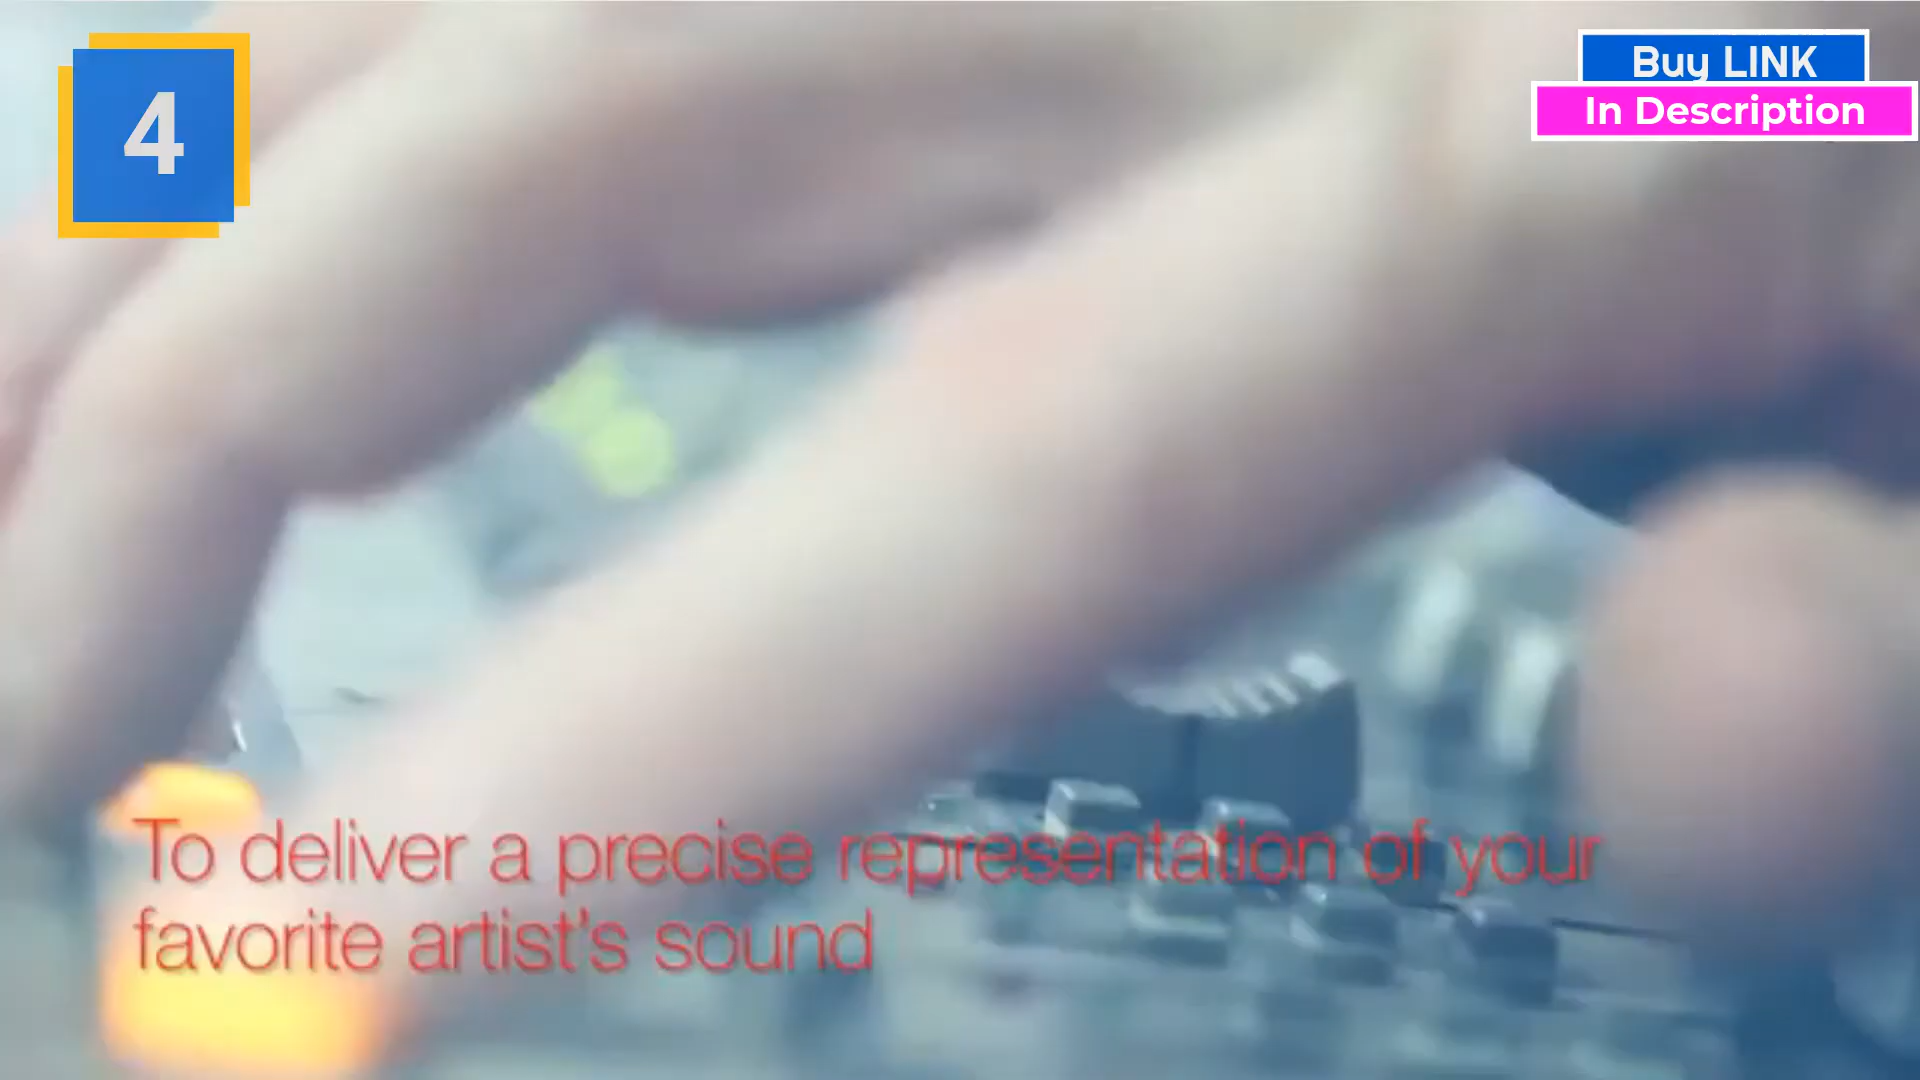 4
Buy LINK
In Description
To deliver a precise representation of your
favorite artist's sound